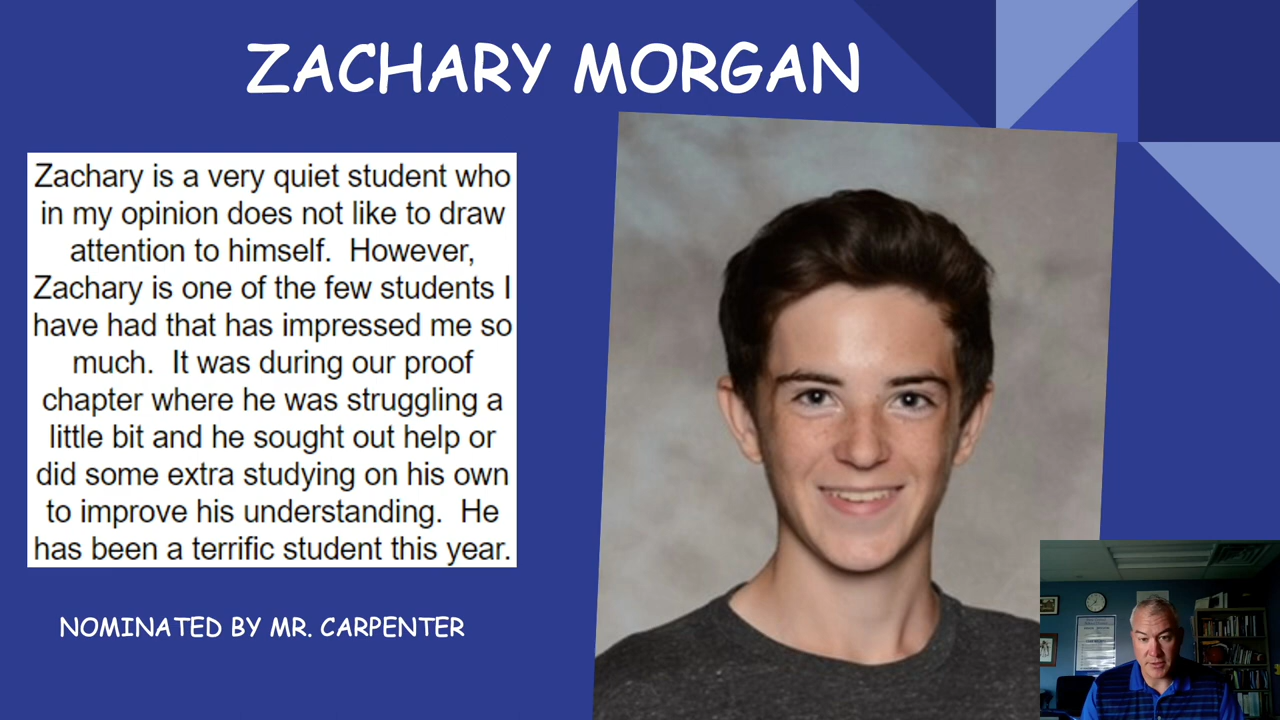 ZACHARY MORGAN
Zachary is a very quiet student who
in my opinion does not like to draw
attention to himself.  However,
Zachary is one of the few students I
have had that has impressed me so
much.  It was during our proof
chapter where he was struggling a
little bit and he sought out help or
did some extra studying on his own
to improve his understanding.  He
has been a terrific student this year.
NOMINATED BY MR. CARPENTER